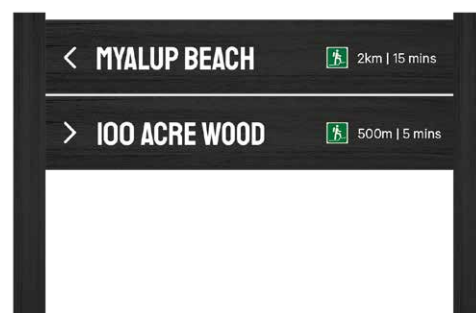 < MYALUP BEACH 2km | 15 mins
> 100 ACRE WOOD 500m | 5 mins